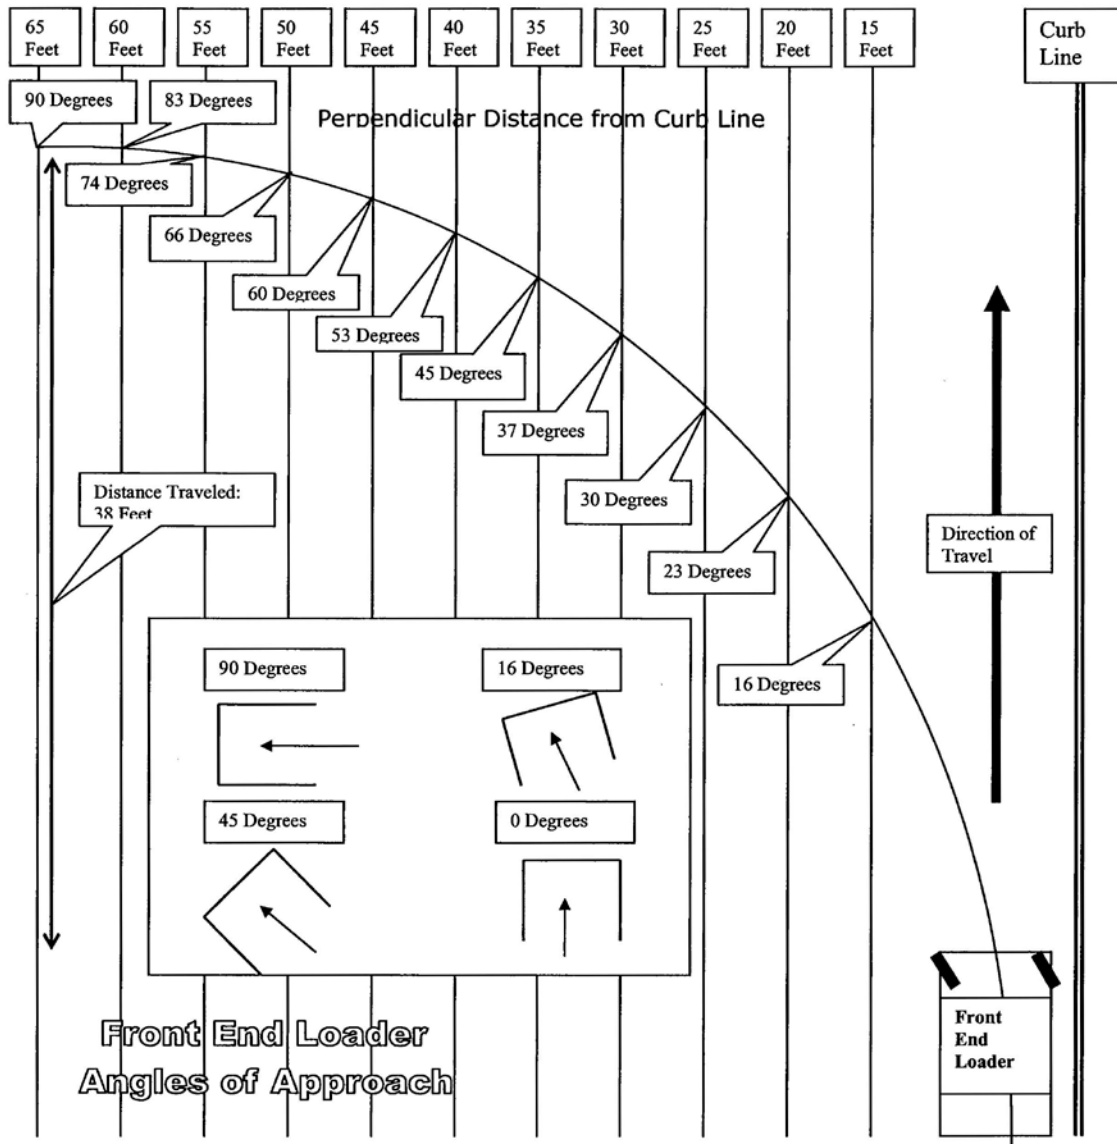 65
Feet
60
Feet
55
Feet
50
Feet
45
Feet
40
Feet
35
Feet
30
Feet
25
Feet
20
Feet
15
Feet
Curb
Line
90 Degrees
83 Degrees
Perpendicular Distance from Curb Line
74 Degrees
66 Degrees
60 Degrees
53 Degrees
45 Degrees
37 Degrees
30 Degrees
23 Degrees
16 Degrees
Distance Traveled:
38 Feet
Direction of
Travel
90 Degrees
16 Degrees
45 Degrees
0 Degrees
Front End Loader
Angles of Approach
Front
End
Loader